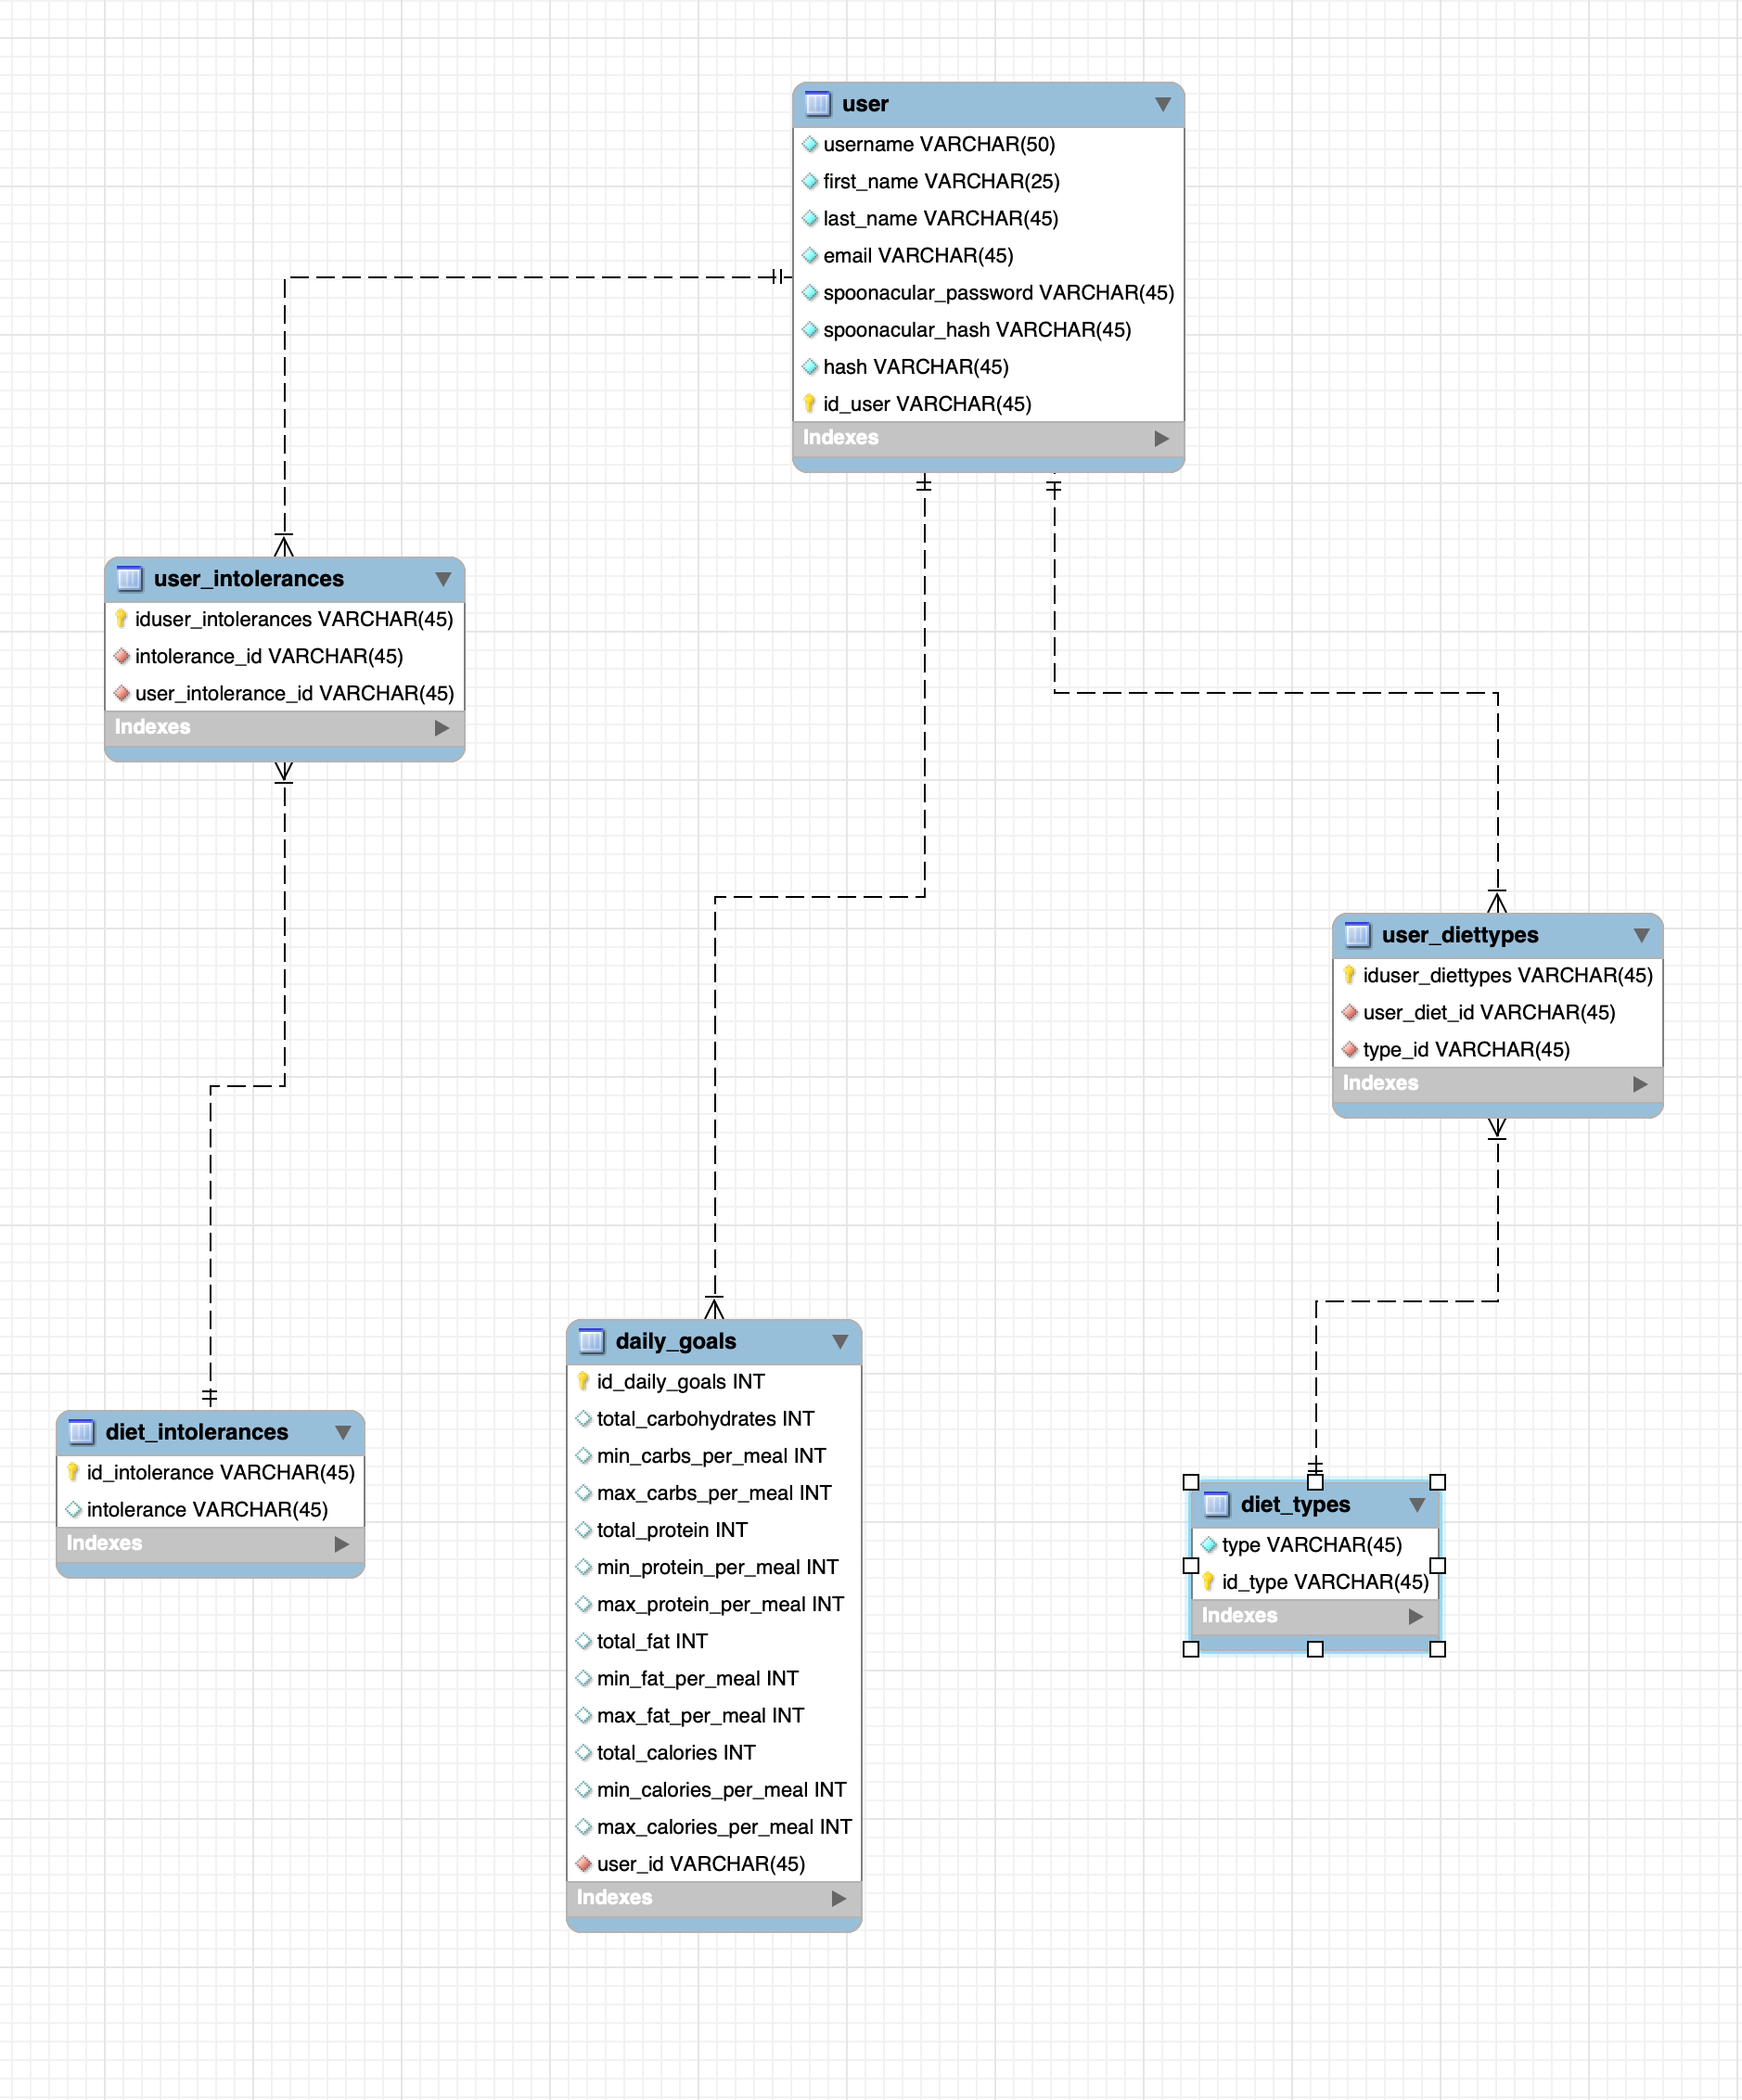 user
username VARCHAR(50)
first_name VARCHAR(25)
last_name VARCHAR(45)
email VARCHAR(45)
spoonacular_password VARCHAR(45)
spoonacular_hash VARCHAR(45)
hash VARCHAR(45)
id_user VARCHAR(45)
Indexes
user_intolerances
iduser_intolerances VARCHAR(45)
intolerance_id VARCHAR(45)
user_intolerance_id VARCHAR(45)
Indexes
user_diettypes
iduser_diettypes VARCHAR(45)
user_diet_id VARCHAR(45)
type_id VARCHAR(45)
Indexes
daily_goals
id_daily_goals INT
total_carbohydrates INT
min_carbs_per_meal INT
max_carbs_per_meal INT
total_protein INT
min_protein_per_meal INT
max_protein_per_meal INT
total_fat INT
min_fat_per_meal INT
max_fat_per_meal INT
total_calories INT
min_calories_per_meal INT
max_calories_per_meal INT
user_id VARCHAR(45)
Indexes
diet_intolerances
id_intolerance VARCHAR(45)
intolerance VARCHAR(45)
Indexes
diet_types
type VARCHAR(45)
id_type VARCHAR(45)
Indexes